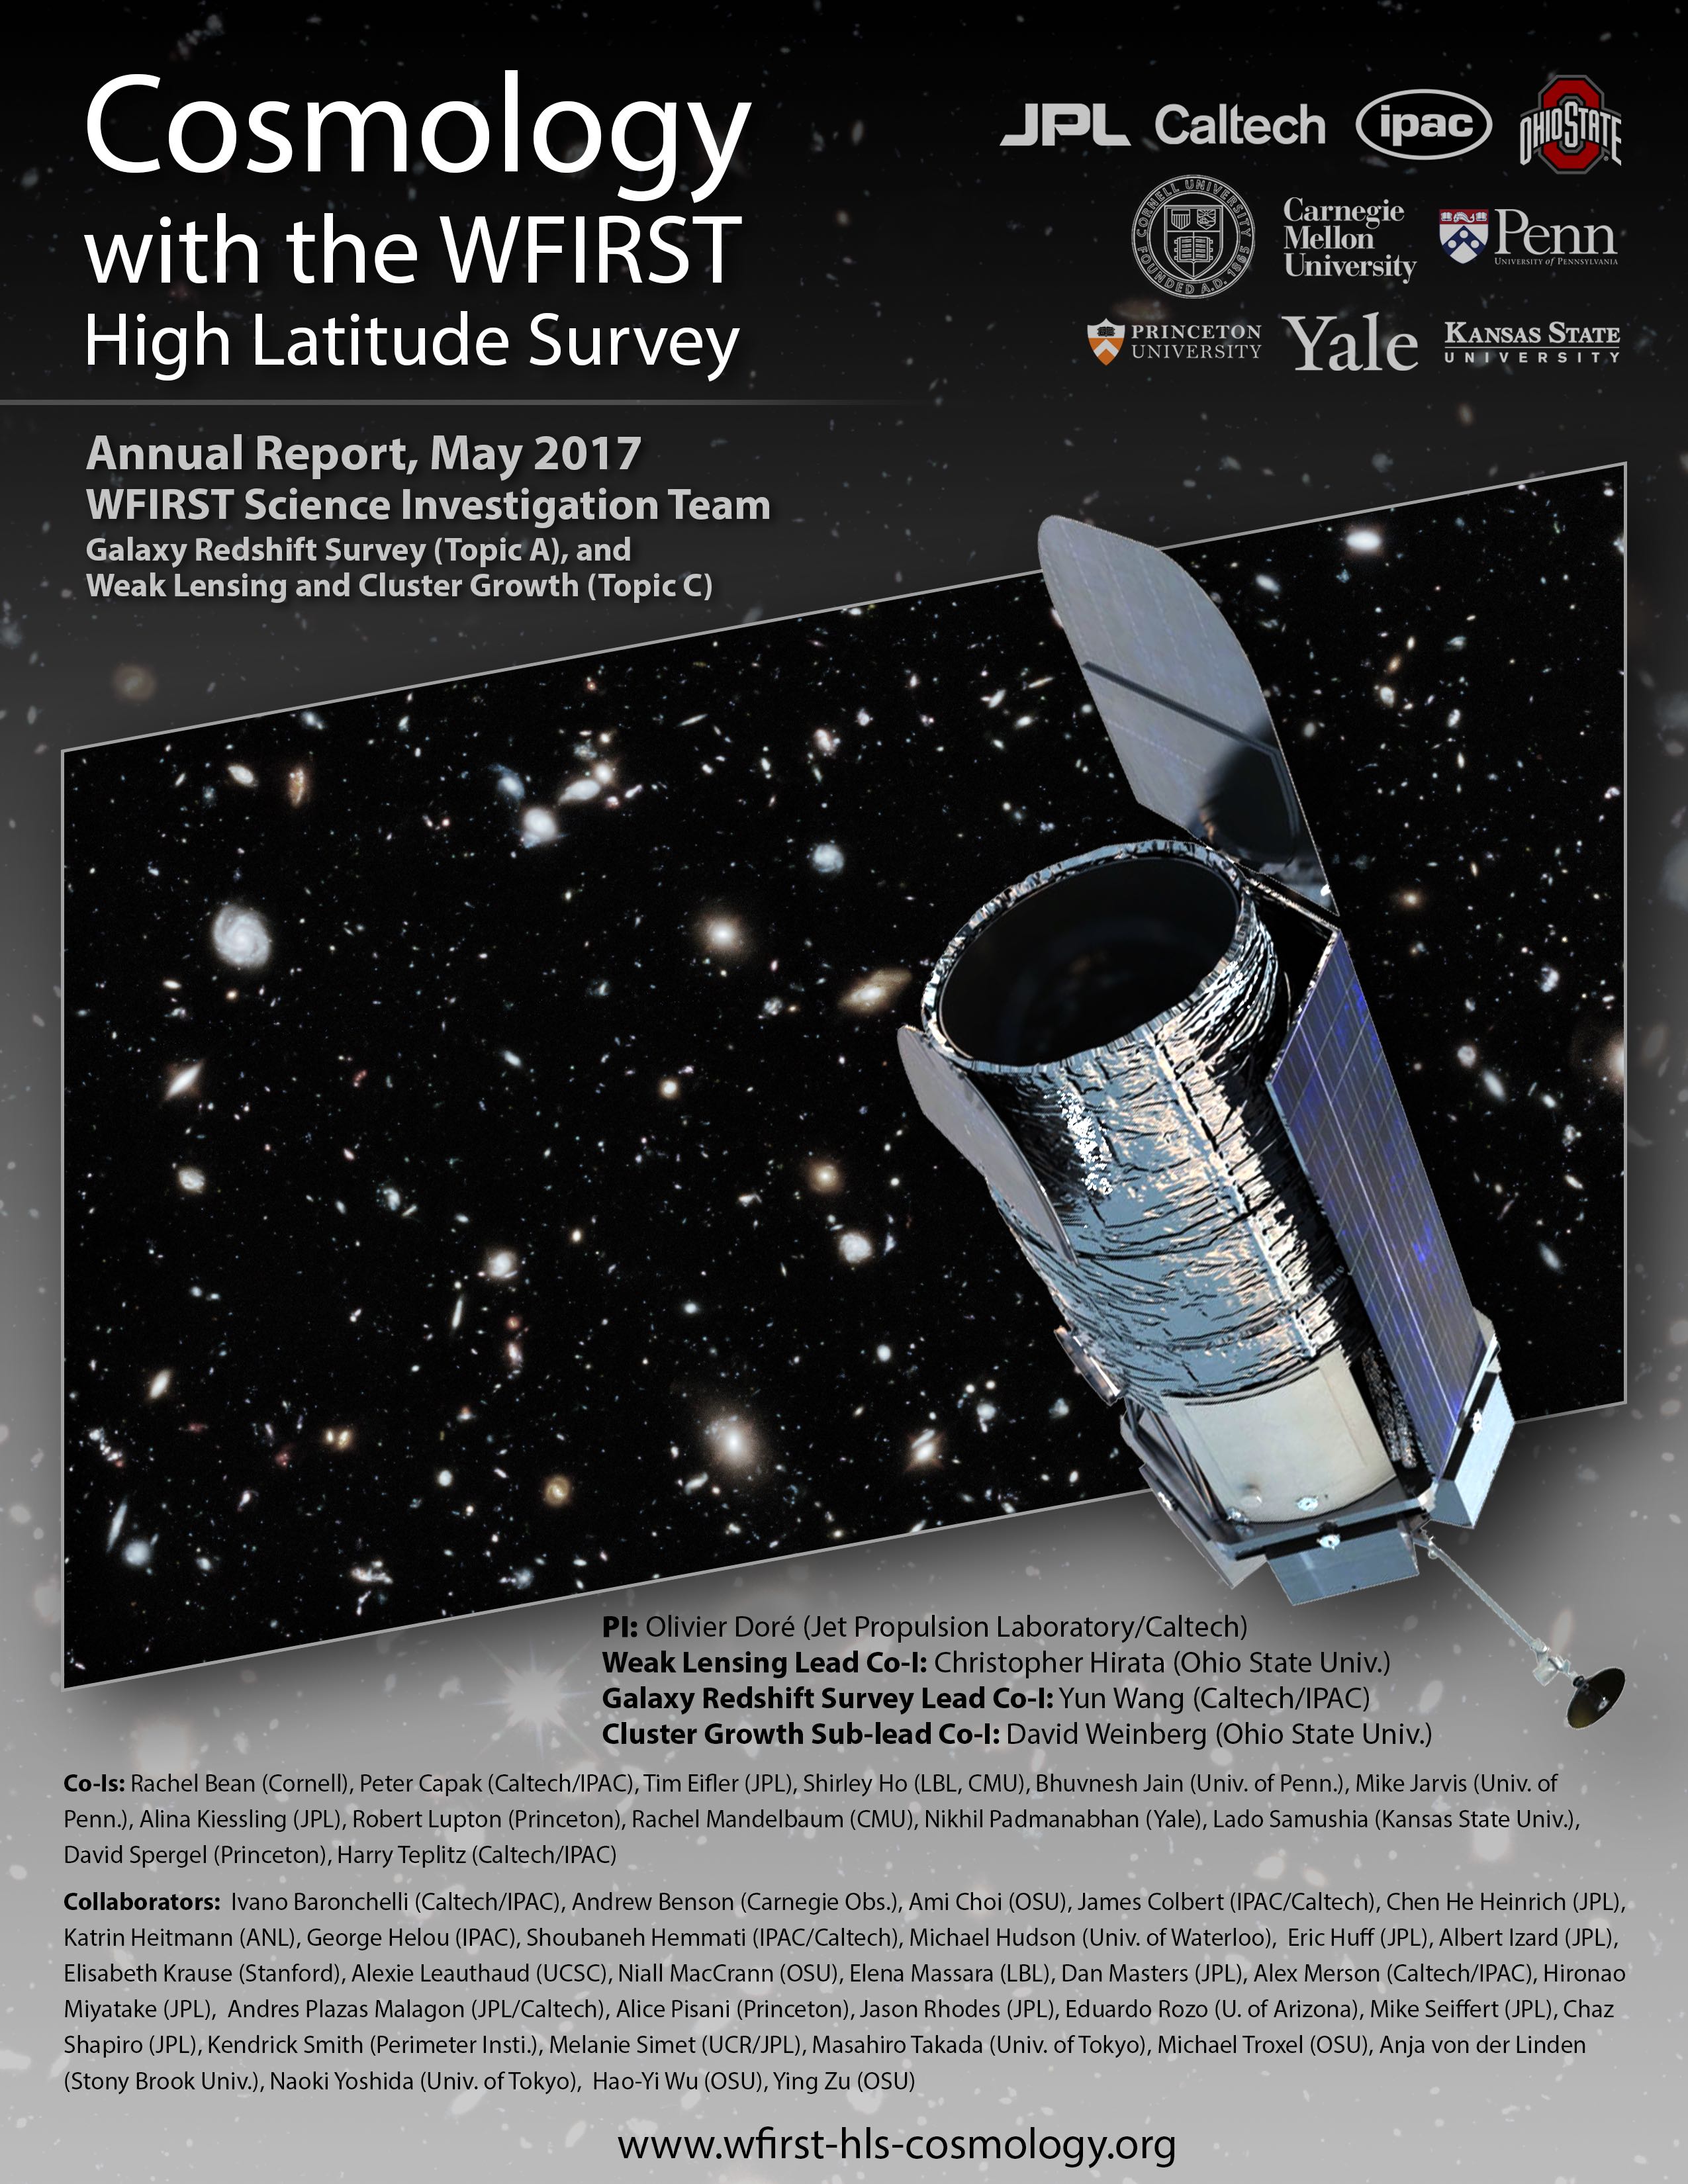 Cosmology
with the WFIRST
High Latitude Survey
JPL Caltech ipac OHIO STATE
CORNELL UNIVERSITY FOUNDED A.D. 1865
Carnegie
Mellon
University
Penn
UNIVERSITY of PENNSYLVANIA
PRINCETON
UNIVERSITY
Yale
KANSAS STATE
UNIVERSITY
Annual Report, May 2017
WFIRST Science Investigation Team
Galaxy Redshift Survey (Topic A), and
Weak Lensing and Cluster Growth (Topic C)
PI: Olivier Doré (Jet Propulsion Laboratory/Caltech)
Weak Lensing Lead Co-I: Christopher Hirata (Ohio State Univ.)
Galaxy Redshift Survey Lead Co-I: Yun Wang (Caltech/IPAC)
Cluster Growth Sub-lead Co-I: David Weinberg (Ohio State Univ.)
Co-Is: Rachel Bean (Cornell), Peter Capak (Caltech/IPAC), Tim Eifler (JPL), Shirley Ho (LBL, CMU), Bhuvnesh Jain (Univ. of Penn.), Mike Jarvis (Univ. of
Penn.), Alina Kiessling (JPL), Robert Lupton (Princeton), Rachel Mandelbaum (CMU), Nikhil Padmanabhan (Yale), Lado Samushia (Kansas State Univ.),
David Spergel (Princeton), Harry Teplitz (Caltech/IPAC)
Collaborators: Ivano Baronchelli (Caltech/IPAC), Andrew Benson (Carnegie Obs.), Ami Choi (OSU), James Colbert (IPAC/Caltech), Chen He Heinrich (JPL),
Katrin Heitmann (ANL), George Helou (IPAC), Shoubaneh Hemmati (IPAC/Caltech), Michael Hudson (Univ. of Waterloo), Eric Huff (JPL), Albert Izard (JPL),
Elisabeth Krause (Stanford), Alexie Leauthaud (UCSC), Niall MacCrann (OSU), Elena Massara (LBL), Dan Masters (JPL), Alex Merson (Caltech/IPAC), Hironao
Miyatake (JPL), Andres Plazas Malagon (JPL/Caltech), Alice Pisani (Princeton), Jason Rhodes (JPL), Eduardo Rozo (U. of Arizona), Mike Seiffert (JPL), Chaz
Shapiro (JPL), Kendrick Smith (Perimeter Insti.), Melanie Simet (UCR/JPL), Masahiro Takada (Univ. of Tokyo), Michael Troxel (OSU), Anja von der Linden
(Stony Brook Univ.), Naoki Yoshida (Univ. of Tokyo), Hao-Yi Wu (OSU), Ying Zu (OSU)
www.wfirst-hls-cosmology.org